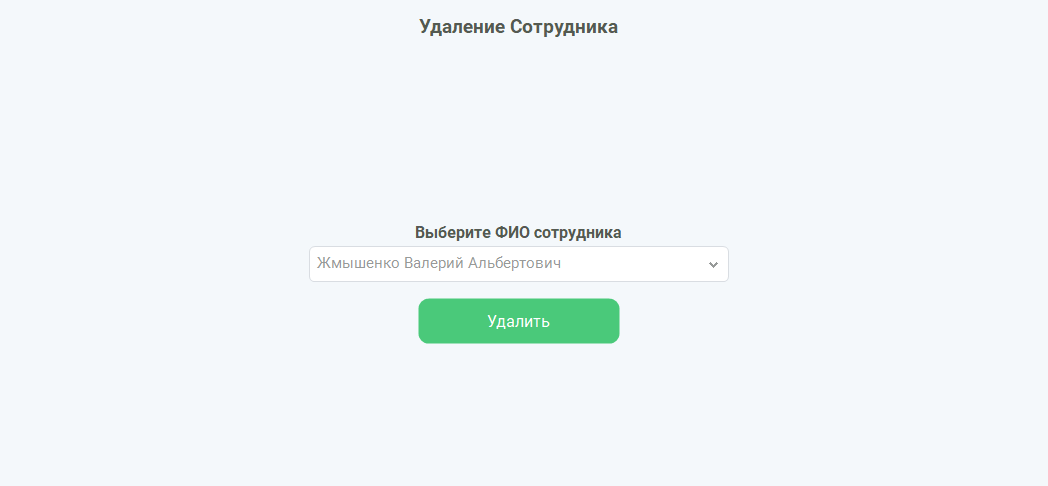 Удаление Сотрудника
Выберите ФИО сотрудника
Жмышенко Валерий Альбертович
Удалить